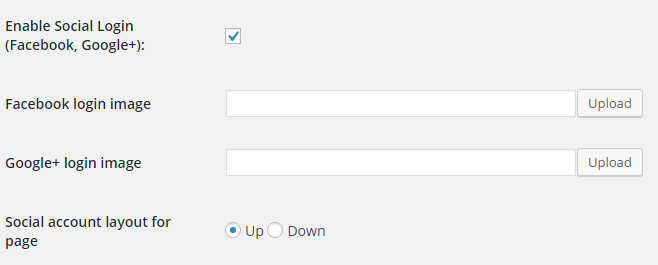 Enable Social Login
(Facebook, Google+):
Facebook login image Upload
Google+ login image Upload
Social account layout for
page
Up Down